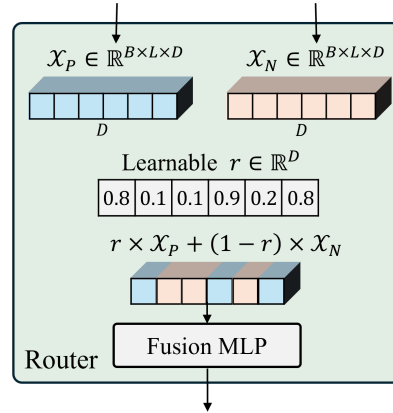 𝒳_P ∈ ℝ^{B×L×D} 𝒳_N ∈ ℝ^{B×L×D}
D D
Learnable r ∈ ℝ^D
0.8 0.1 0.1 0.9 0.2 0.8
r × 𝒳_P + (1 − r) × 𝒳_N
Fusion MLP
Router